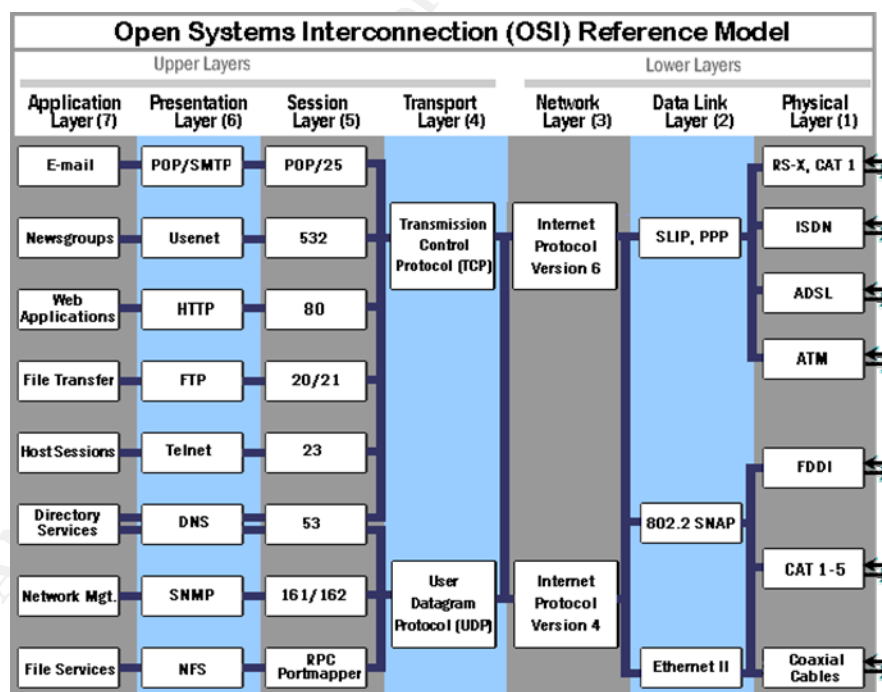 Open Systems Interconnection (OSI) Reference Model
Upper Layers
Lower Layers
Application Layer (7)
Presentation Layer (6)
Session Layer (5)
Transport Layer (4)
Network Layer (3)
Data Link Layer (2)
Physical Layer (1)
E-mail
POP/SMTP
POP/25
Newsgroups
Usenet
532
Web Applications
HTTP
80
File Transfer
FTP
20/21
Host Sessions
Telnet
23
Directory Services
DNS
53
Network Mgt.
SNMP
161/162
File Services
NFS
RPC Portmapper
Transmission
Control
Protocol (TCP)
User
Datagram
Protocol (UDP)
Internet
Protocol
Version 6
Internet
Protocol
Version 4
SLIP, PPP
802.2 SNAP
Ethernet II
RS-X, CAT 1
ISDN
ADSL
ATM
FDDI
CAT 1-5
Coaxial
Cables